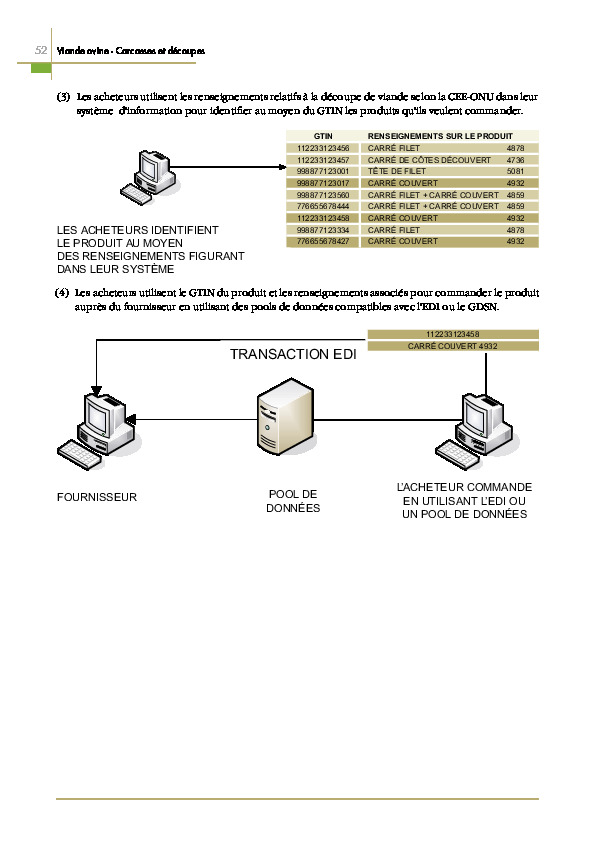 52 Viande ovine - Carcasses et découpes
(3) Les acheteurs utilisent les renseignements relatifs à la découpe de viande selon la CEE-ONU dans leur
système d'information pour identifier au moyen du GTIN les produits qu'ils veulent commander.
GTIN RENSEIGNEMENTS SUR LE PRODUIT
112233123456 CARRÉ FILET 4878
112233123457 CARRÉ DE CÔTES DÉCOUVERT 4736
998877123001 TÊTE DE FILET 5081
998877123017 CARRÉ COUVERT 4932
998877123560 CARRÉ FILET + CARRÉ COUVERT 4859
776655678444 CARRÉ FILET + CARRÉ COUVERT 4859
112233123458 CARRÉ COUVERT 4932
998877123334 CARRÉ FILET 4878
776655678427 CARRÉ COUVERT 4932
LES ACHETEURS IDENTIFIENT
LE PRODUIT AU MOYEN
DES RENSEIGNEMENTS FIGURANT
DANS LEUR SYSTÈME
(4) Les acheteurs utilisent le GTIN du produit et les renseignements associés pour commander le produit
auprès du fournisseur en utilisant des pools de données compatibles avec l'EDI ou le GDSN.
112233123458
CARRÉ COUVERT 4932
TRANSACTION EDI
FOURNISSEUR
POOL DE
DONNÉES
L'ACHETEUR COMMANDE
EN UTILISANT L'EDI OU
UN POOL DE DONNÉES